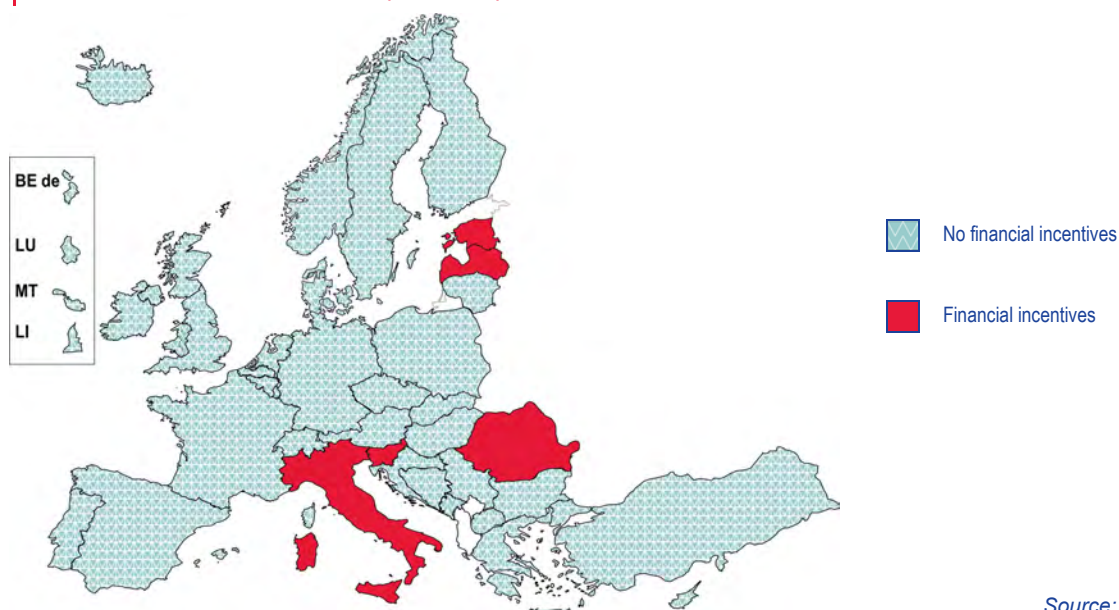 BE de
LU
MT
LI
No financial incentives
Financial incentives
Source: